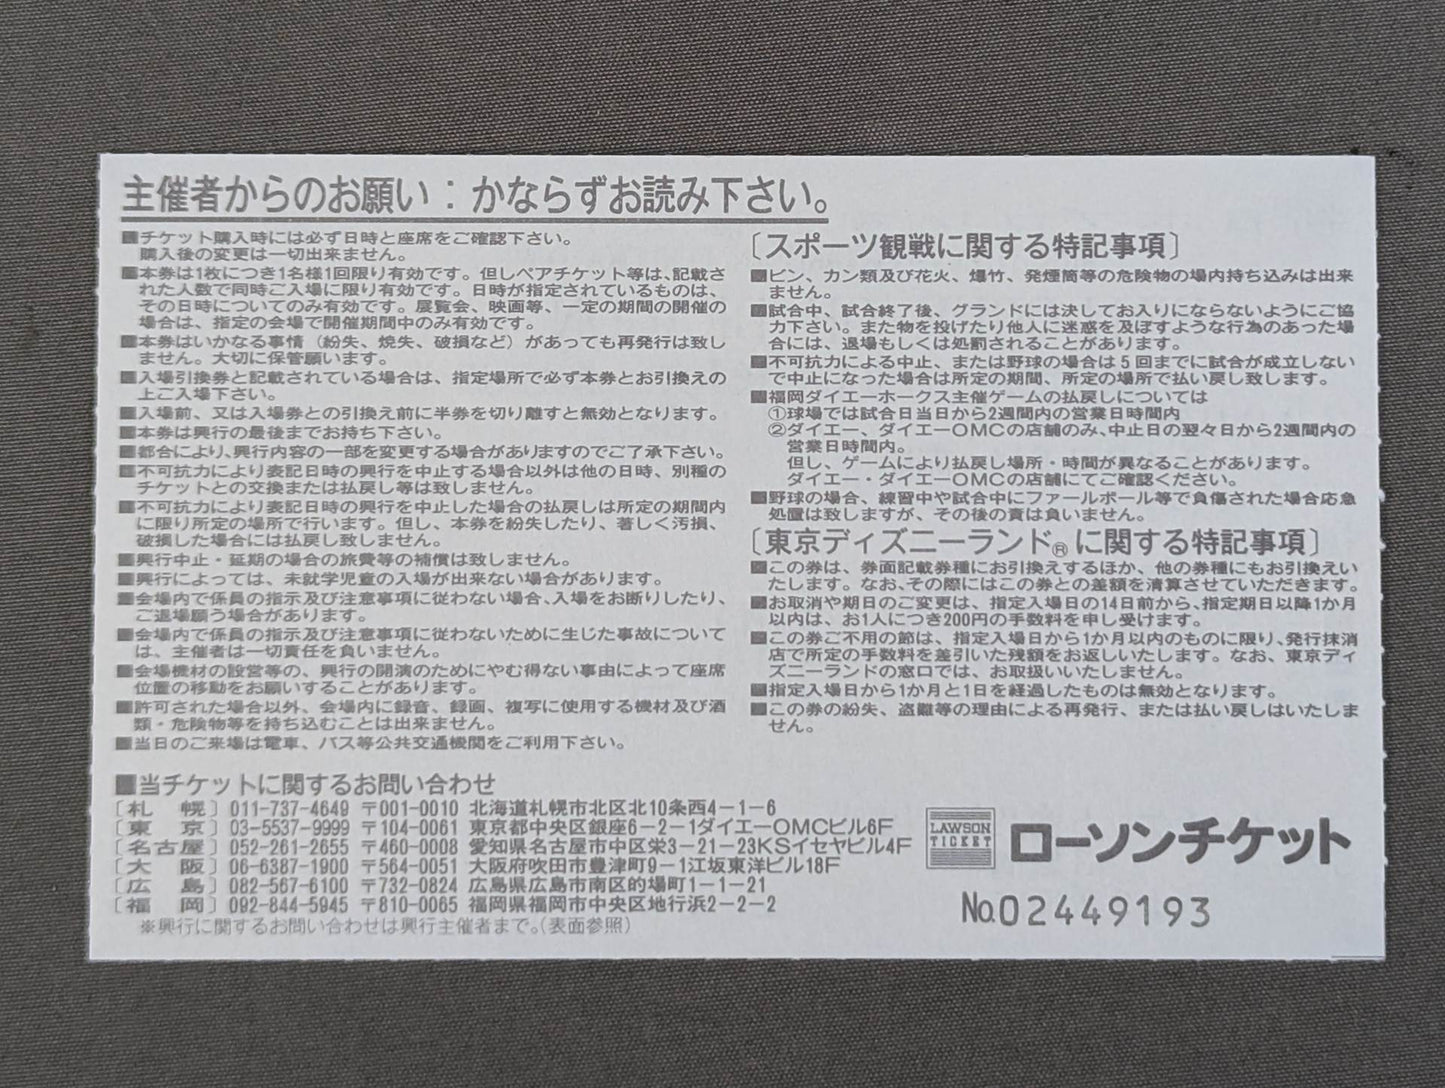 主催者からのお願い：かならずお読み下さい。
■チケット購入時には必ず日時と座席をご確認下さい。
購入後の変更は一切出来ません。
■本券は1枚につき1名様1回限り有効です。但しペアチケット等は、記載さ
れた人数で同時ご入場に限り有効です。日時が指定されているものは、
その日時についてのみ有効です。展覧会、映画等、一定の期間の開催の
場合は、指定の会場で開催期間中のみ有効です。
■本券はいかなる事情（紛失、焼失、破損など）があっても再発行は致し
ません。大切に保管願います。
■入場引換券と記載されている場合は、指定場所で必ず本券とお引換えの
上ご入場下さい。
■入場前、又は入場券との引換え前に半券を切り離すと無効となります。
■本券は興行の最後までお持ち下さい。
■都合により、興行内容の一部を変更する場合がありますのでご了承下さい。
■不可抗力により表記日時の興行を中止する場合以外は他の日時、別種の
チケットとの交換または払戻し等は致しません。
■不可抗力により表記日時の興行を中止した場合の払戻しは所定の期間内
に限り所定の場所で行います。但し、本券を紛失したり、著しく汚損、
破損した場合には払戻し致しません。
■興行中止・延期の場合の旅費等の補償は致しません。
■興行によっては、未就学児童の入場が出来ない場合があります。
■会場内で係員の指示及び注意事項に従わない場合、入場をお断りしたり、
ご退場願う場合があります。
■会場内で係員の指示及び注意事項に従わないために生じた事故について
は、主催者は一切責任を負いません。
■会場機材の設営等の、興行の開演のためにやむ得ない事由によって座席
位置の移動をお願いすることがあります。
■許可された場合以外、会場内に録音、録画、複写に使用する機材及び酒
類・危険物等を持ち込むことは出来ません。
■当日のご来場は電車、バス等公共交通機関をご利用下さい。
〔スポーツ観戦に関する特記事項〕
■ビン、カン類及び花火、爆竹、発煙筒等の危険物の場内持ち込みは出来
ません。
■試合中、試合終了後、グランドには決してお入りにならないようにご協
力下さい。また物を投げたり他人に迷惑を及ぼすような行為のあった場
合には、退場もしくは処罰されることがあります。
■不可抗力による中止、または野球の場合は5回までに試合が成立しない
で中止になった場合は所定の期間、所定の場所で払い戻し致します。
■福岡ダイエーホークス主催ゲームの払戻しについては
①球場では試合日当日から2週間内の営業日時間内
②ダイエー、ダイエーOMCの店舗のみ、中止日の翌々日から2週間内の
営業日時間内。
但し、ゲームにより払戻し場所・時間が異なることがあります。
ダイエー・ダイエーOMCの店舗にてご確認ください。
■野球の場合、練習中や試合中にファールボール等で負傷された場合応急
処置は致しますが、その後の責は負いません。
〔東京ディズニーランド®に関する特記事項〕
■この券は、券面記載券種にお引換えするほか、他の券種にもお引換えい
たします。なお、その際にはこの券との差額を清算させていただきます。
■お取消や期日のご変更は、指定入場日の14日前から、指定期日以降1か月
以内は、お1人につき200円の手数料を申し受けます。
■この券ご不用の節は、指定入場日から1か月以内のものに限り、発行抹消
店で所定の手数料を差引いた残額をお返しいたします。なお、東京ディ
ズニーランドの窓口では、お取扱いいたしません。
■指定入場日から1か月と1日を経過したものは無効となります。
■この券の紛失、盗難等の理由による再発行、または払い戻しはいたしま
せん。
■当チケットに関するお問い合わせ
〔札　幌〕011-737-4649 〒001-0010 北海道札幌市北区北10条西4－1－6
〔東　京〕03-5537-9999 〒104-0061 東京都中央区銀座6－2－1ダイエーOMCビル6F
〔名古屋〕052-261-2655 〒460-0008 愛知県名古屋市中区栄3－21－23KSイセヤビル4F
〔大　阪〕06-6387-1900 〒564-0051 大阪府吹田市豊津町9－1江坂東洋ビル18F
〔広　島〕082-567-6100 〒732-0824 広島県広島市南区的場町1－1－21
〔福　岡〕092-844-5945 〒810-0065 福岡県福岡市中央区地行浜2－2－2
※興行に関するお問い合わせは興行主催者まで。（表面参照）
LAWSON
TICKET
ローソンチケット
No.02449193